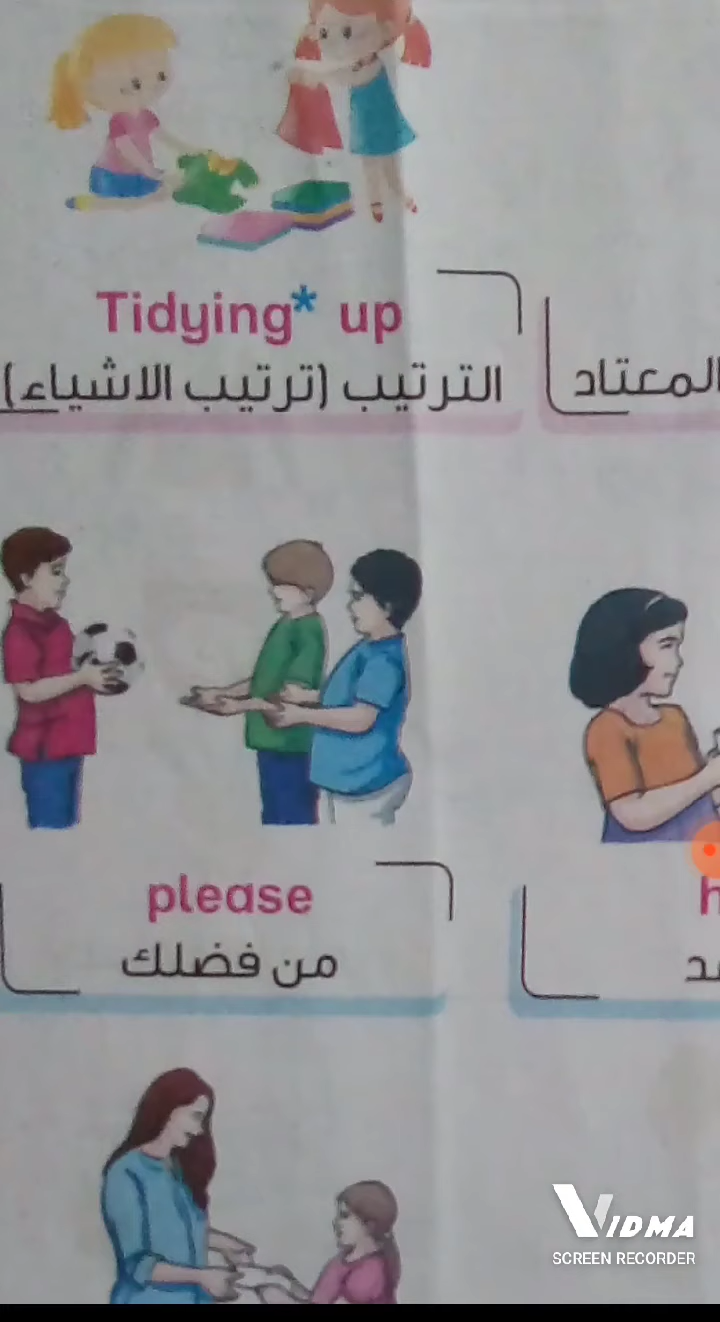 Tidying* up
الترتيب (ترتيب الاشياء)
المعتاد
please
من فضلك
h
VIDMA
SCREEN RECORDER